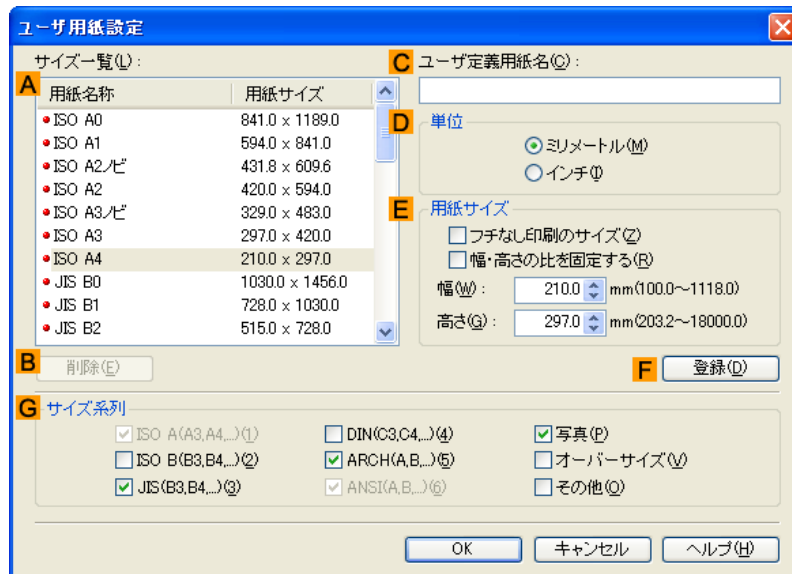 ユーザ用紙設定
サイズ一覧(L):
A
用紙名称 用紙サイズ
ISO A0 841.0 x 1189.0
ISO A1 594.0 x 841.0
ISO A2ノビ 431.8 x 609.6
ISO A2 420.0 x 594.0
ISO A3ノビ 329.0 x 483.0
ISO A3 297.0 x 420.0
ISO A4 210.0 x 297.0
JIS B0 1030.0 x 1456.0
JIS B1 728.0 x 1030.0
JIS B2 515.0 x 728.0
B
削除(E)
C ユーザ定義用紙名(C):
D 単位
ミリメートル(M)
インチ(I)
E 用紙サイズ
フチなし印刷のサイズ(Z)
幅・高さの比を固定する(R)
幅(W): 210.0 mm(100.0～1118.0)
高さ(G): 297.0 mm(203.2～18000.0)
F 登録(D)
G サイズ系列
ISO A(A3,A4,...)(1) DIN(C3,C4,...)(4) 写真(P)
ISO B(B3,B4,...)(2) ARCH(A,B,...)(5) オーバーサイズ(V)
JIS(B3,B4,...)(3) ANSI(A,B,...)(6) その他(O)
OK キャンセル ヘルプ(H)